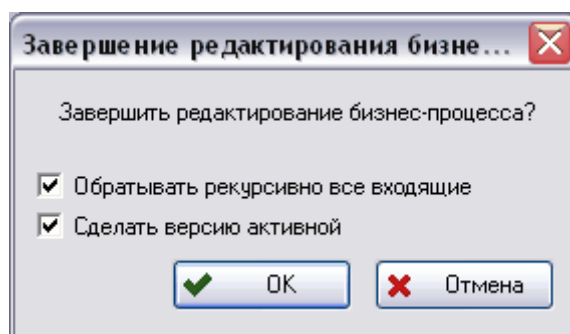 Завершение редактирования бизне...
Завершить редактирование бизнес-процесса?
Обратывать рекурсивно все входящие
Сделать версию активной
OK Отмена